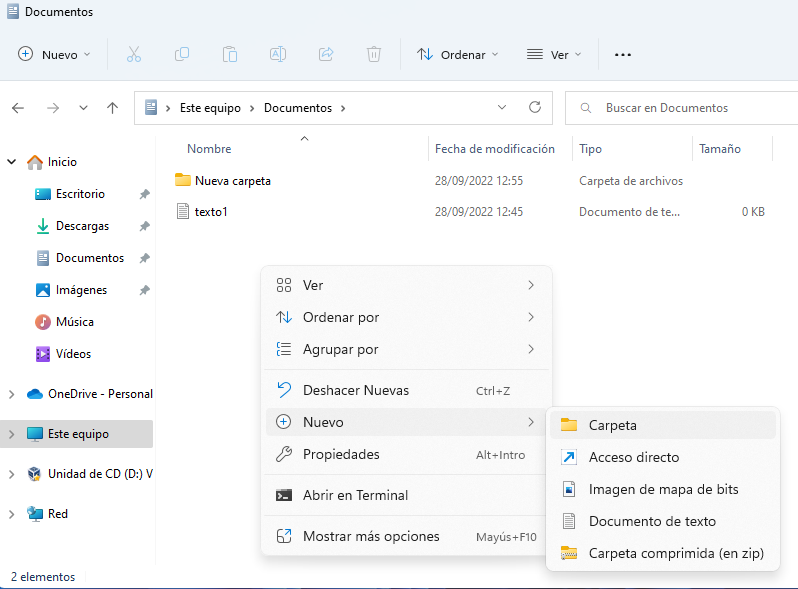 Documentos
Nuevo
Ordenar
Ver
Este equipo
Documentos
Buscar en Documentos
Nombre
Fecha de modificación
Tipo
Tamaño
Nueva carpeta
28/09/2022 12:55
Carpeta de archivos
texto1
28/09/2022 12:45
Documento de te...
0 KB
Inicio
Escritorio
Descargas
Documentos
Imágenes
Música
Vídeos
OneDrive - Personal
Este equipo
Unidad de CD (D:) V
Red
Ver
Ordenar por
Agrupar por
Deshacer Nuevas Ctrl+Z
Nuevo
Propiedades Alt+Intro
Abrir en Terminal
Mostrar más opciones Mayús+F10
Carpeta
Acceso directo
Imagen de mapa de bits
Documento de texto
Carpeta comprimida (en zip)
2 elementos